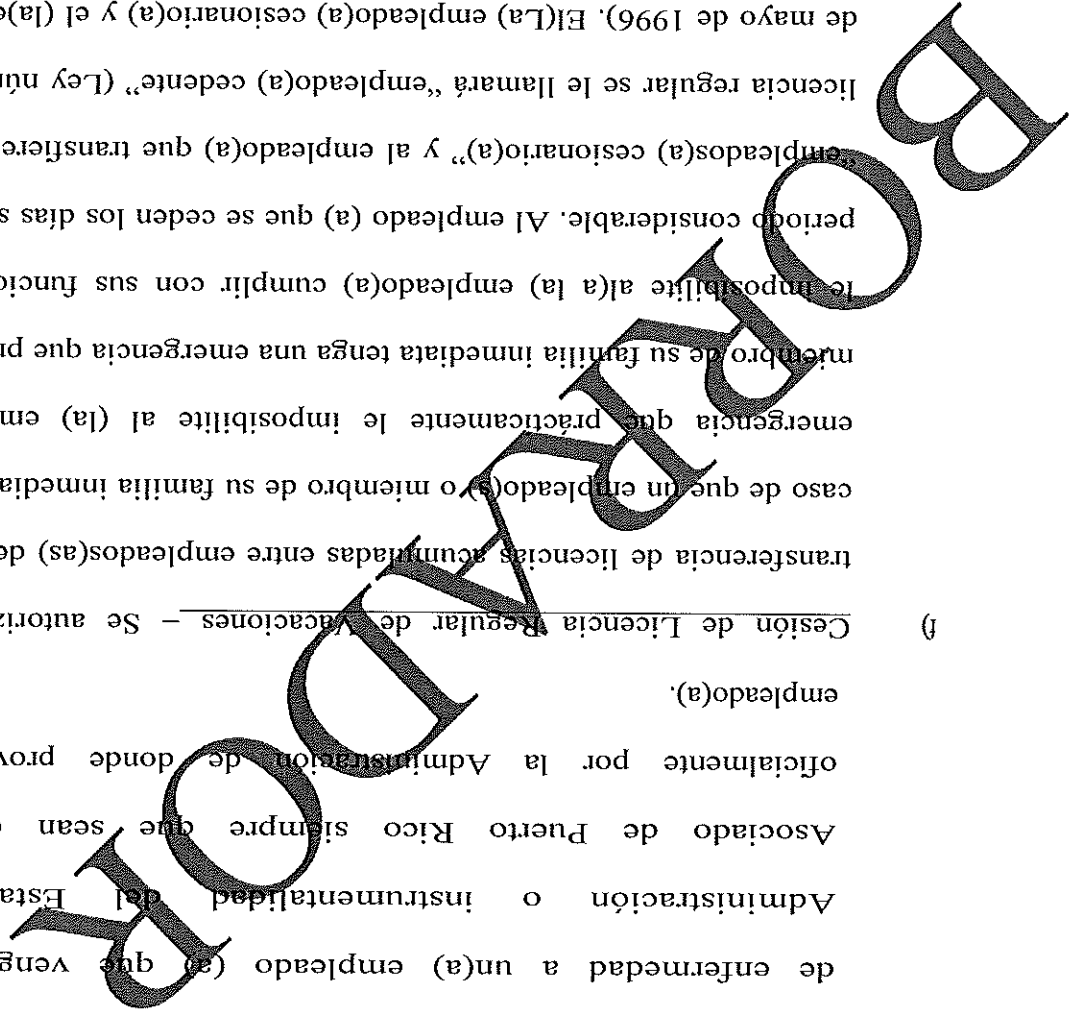 de enfermedad a un(a) empleado (a) que veng
Administración o instrumentalidad del Esta
Asociado de Puerto Rico siempre que sean c
oficialmente por la Administración de donde prov
empleado(a).
f) Cesión de Licencia Regular de Vacaciones – Se autoriz
transferencia de licencias acumuladas entre empleados(as) de
caso de que un empleado(s) o miembro de su familia inmedia
emergencia que prácticamente le imposibilite al (la) em
miembro de su familia inmediata tenga una emergencia que pr
le imposibilite al(a la) empleado(a) cumplir con sus funcio
periodo considerable. Al empleado (a) que se ceden los días s
“empleados(a) cesionario(a)” y al empleado(a) que transfiere
licencia regular se le llamará “empleado(a) cedente” (Ley núm
de mayo de 1996). El(La) empleado(a) cesionario(a) y el (la)e
BORRADOR